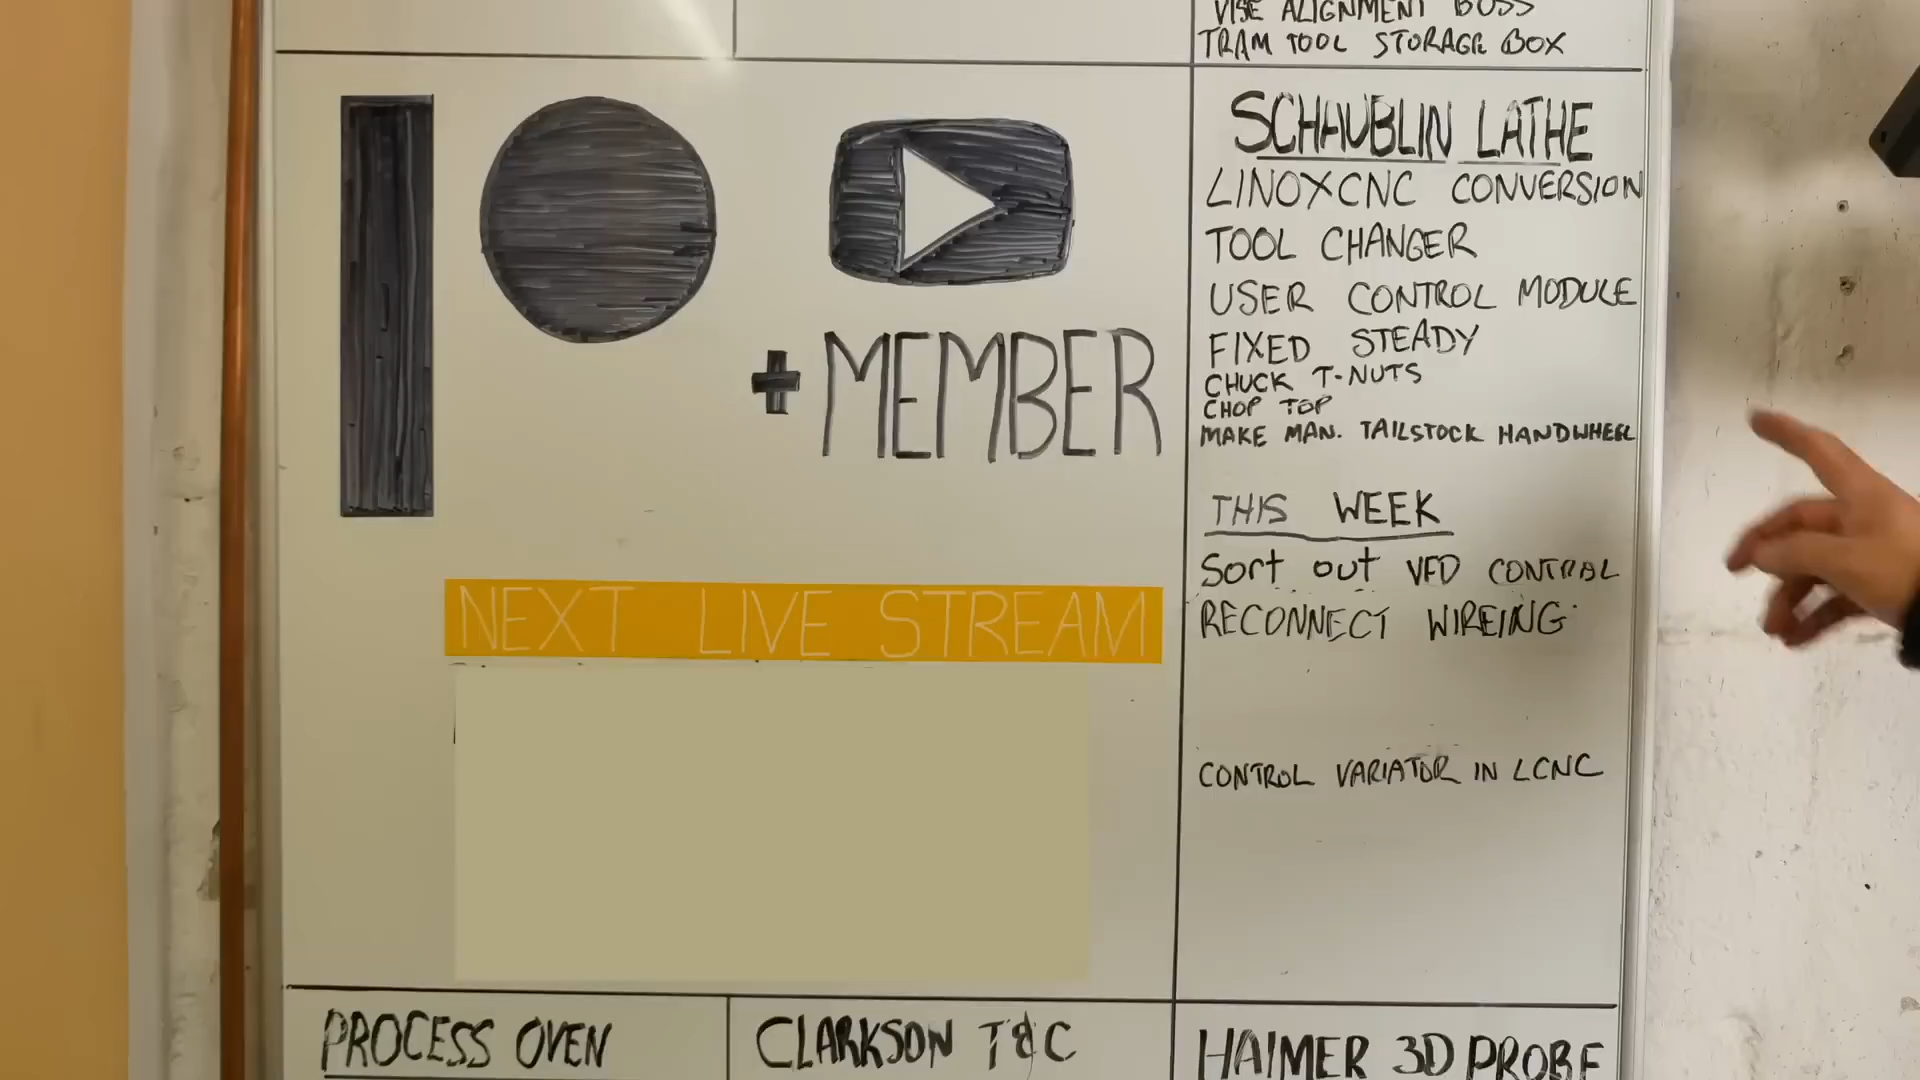 VISE ALIGNMENT BOSS
TRAM TOOL STORAGE BOX
SCHAUBLIN LATHE
LINOXCNC CONVERSION
TOOL CHANGER
USER CONTROL MODULE
FIXED STEADY
CHUCK T-NUTS
CHOP TOP
MAKE MAN. TAILSTOCK HANDWHEEL
THIS WEEK
Sort out VFD CONTROL
RECONNECT WIREING
CONTROL VARIATOR IN LCNC
+ MEMBER
NEXT LIVE STREAM
PROCESS OVEN
CLARKSON T&C
HAIMER 3D PROBE